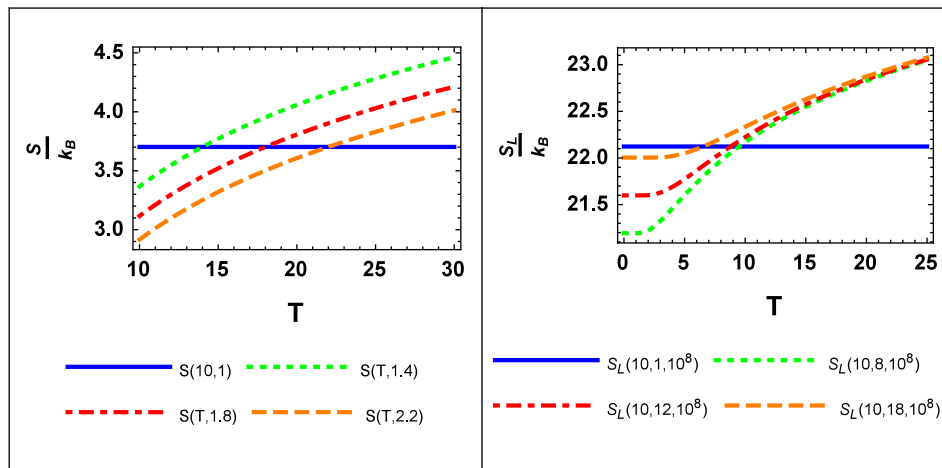 S/k_B
4.5
4.0
3.5
3.0
10 15 20 25 30
T
S(10,1) S(T,1.4)
S(T,1.8) S(T,2.2)
S_L/k_B
23.0
22.5
22.0
21.5
0 5 10 15 20 25
T
S_L(10,1,10^8) S_L(10,8,10^8)
S_L(10,12,10^8) S_L(10,18,10^8)